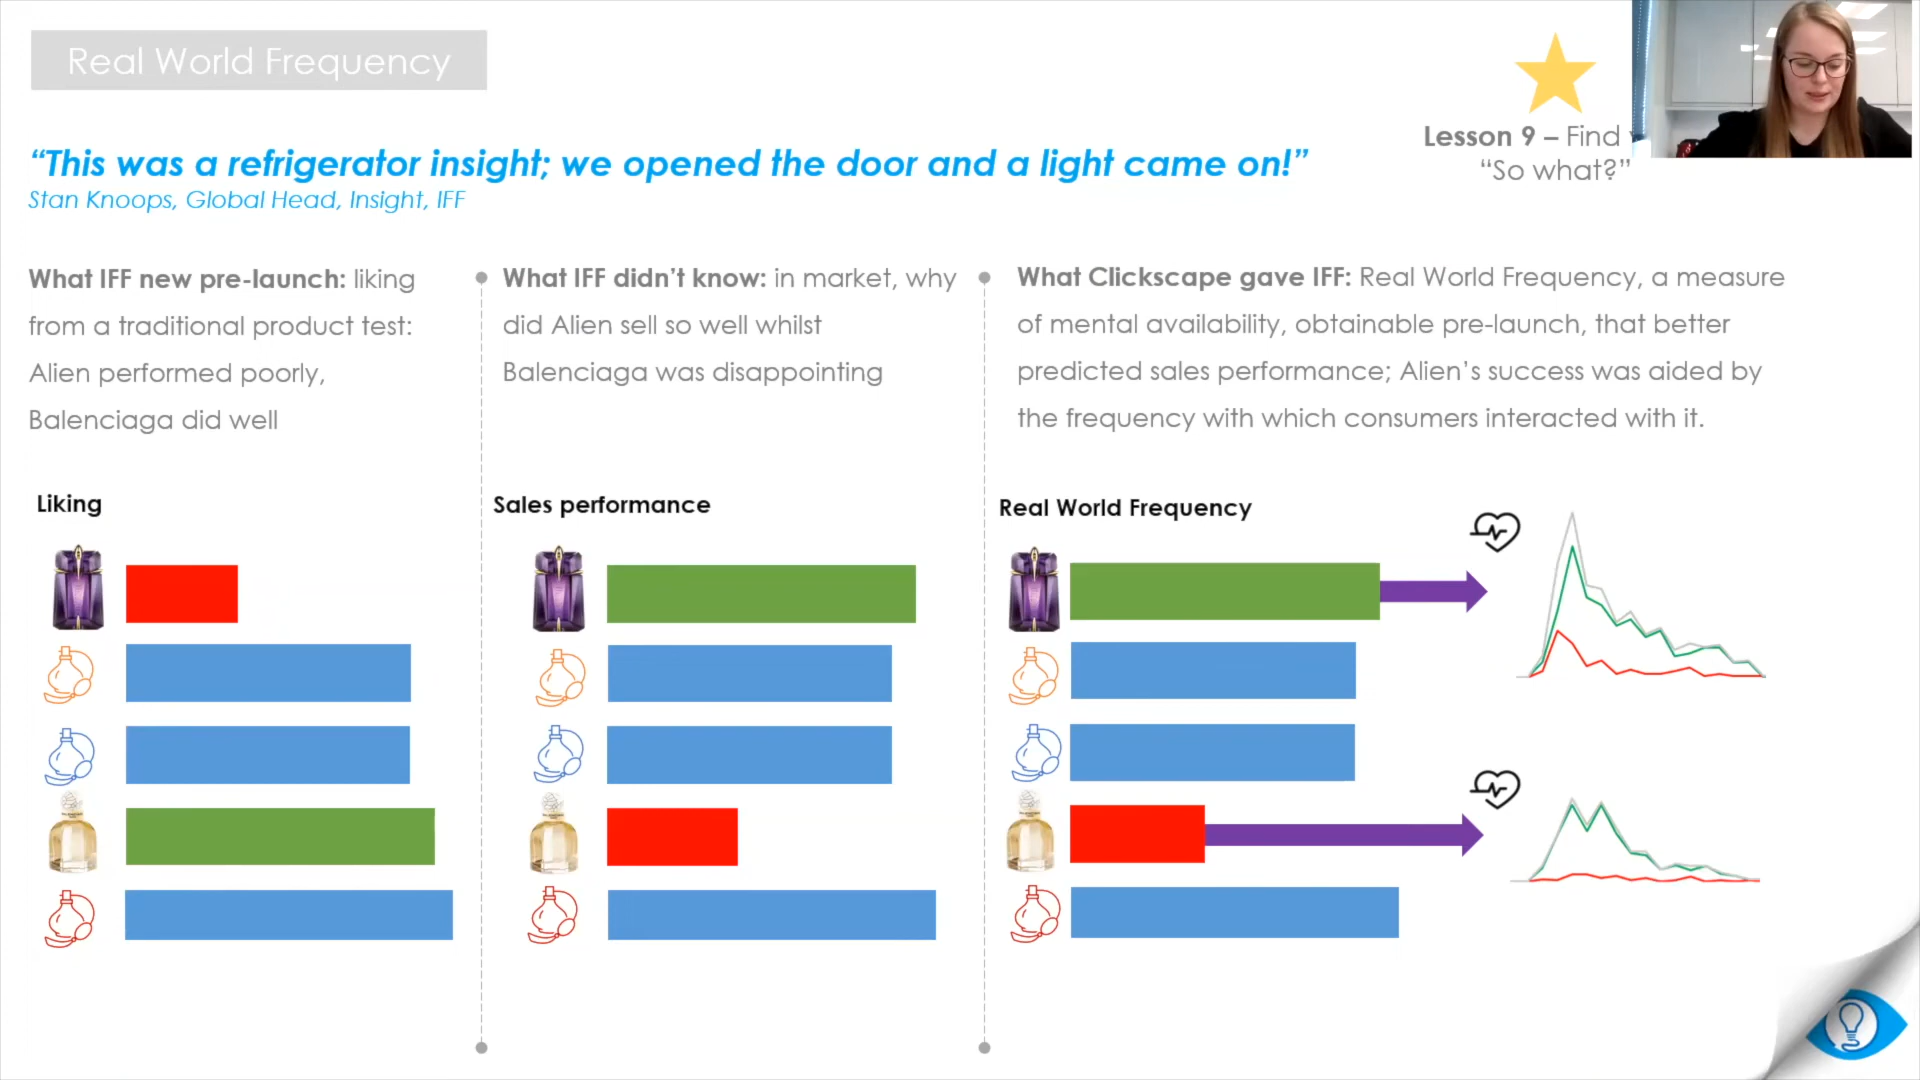 Real World Frequency
“This was a refrigerator insight; we opened the door and a light came on!”
Stan Knoops, Global Head, Insight, IFF
Lesson 9 – Find
“So what?”
What IFF new pre-launch: liking
from a traditional product test:
Alien performed poorly,
Balenciaga did well
What IFF didn’t know: in market, why
did Alien sell so well whilst
Balenciaga was disappointing
What Clickscape gave IFF: Real World Frequency, a measure
of mental availability, obtainable pre-launch, that better
predicted sales performance; Alien’s success was aided by
the frequency with which consumers interacted with it.
Liking
Sales performance
Real World Frequency